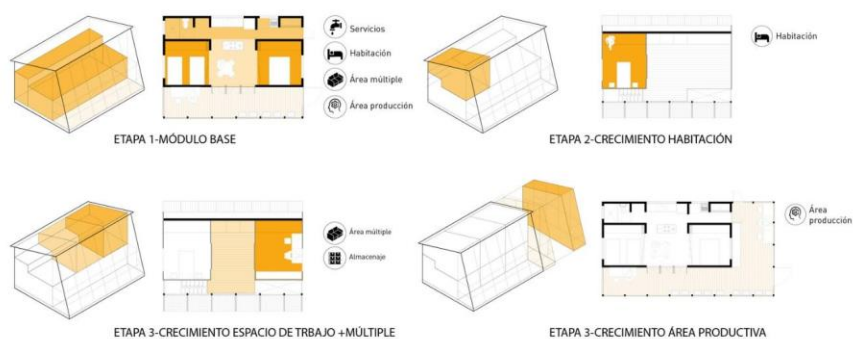 Servicios
Habitación
Área múltiple
Área producción
ETAPA 1-MÓDULO BASE
Habitación
ETAPA 2-CRECIMIENTO HABITACIÓN
Área múltiple
Almacenaje
ETAPA 3-CRECIMIENTO ESPACIO DE TRBAJO +MÚLTIPLE
Área
producción
ETAPA 3-CRECIMIENTO ÁREA PRODUCTIVA